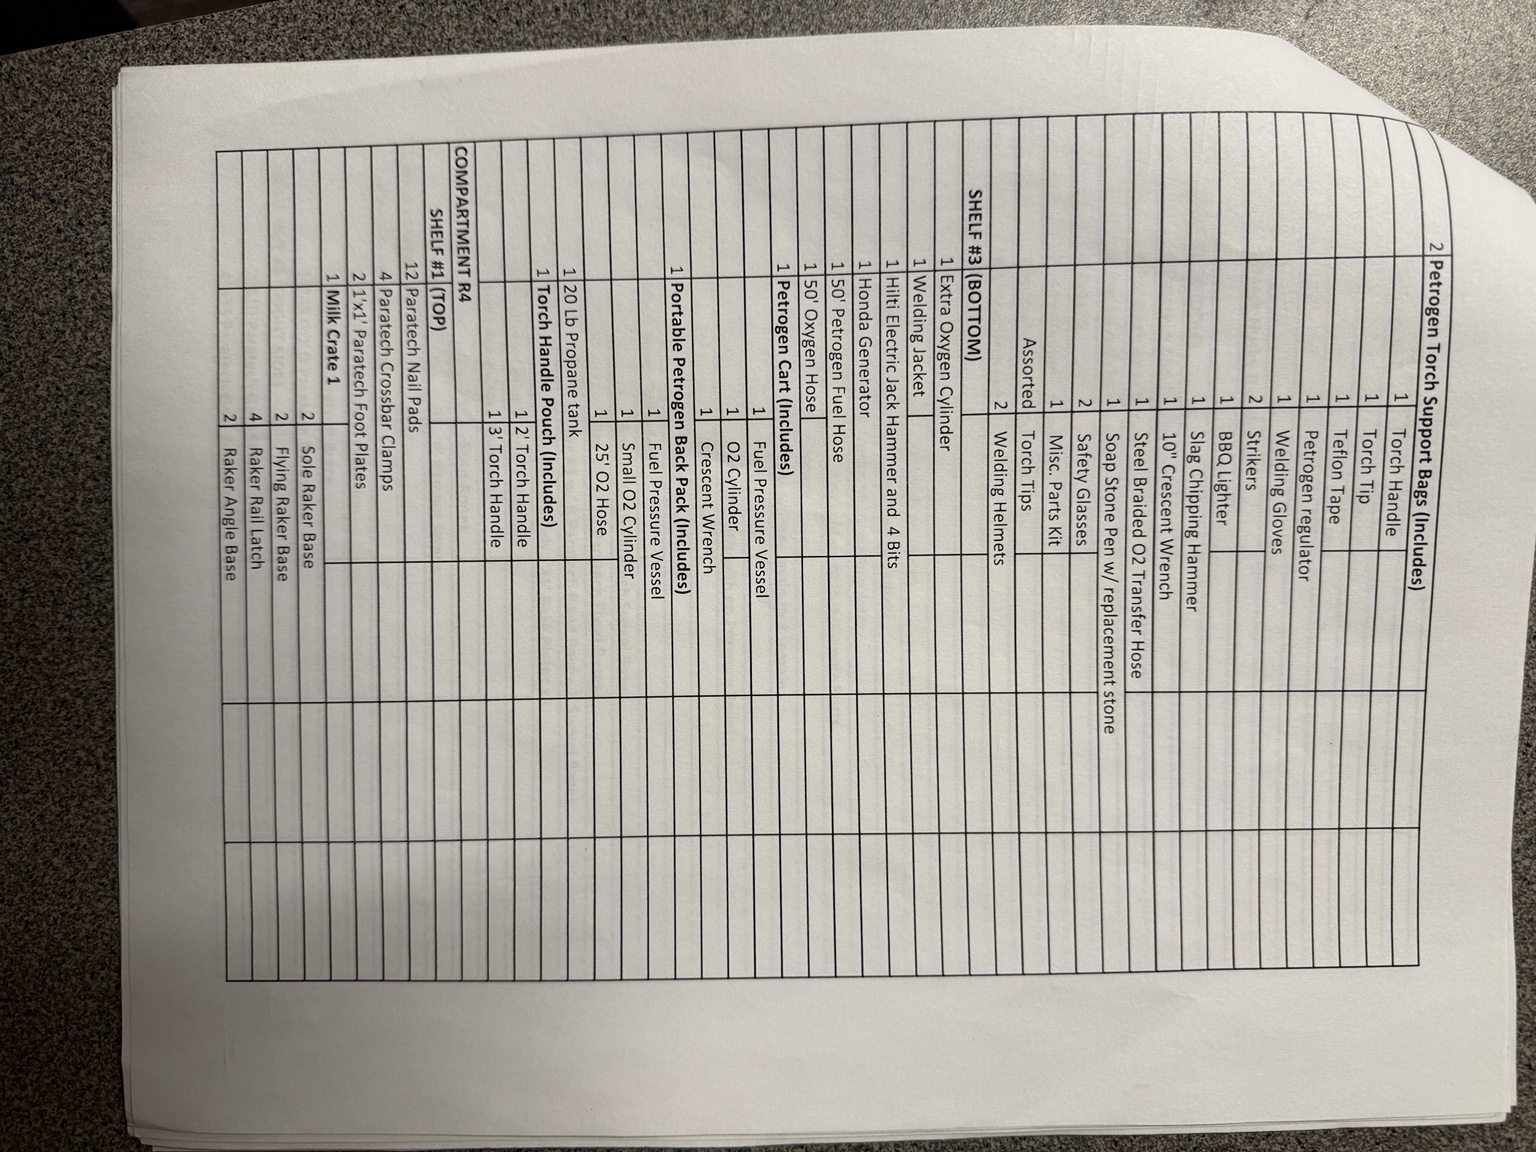 2 Petrogen Torch Support Bags (Includes)
1 Torch Handle
1 Torch Tip
1 Teflon Tape
1 Petrogen regulator
1 Welding Gloves
2 Strikers
1 BBQ Lighter
1 Slag Chipping Hammer
1 10" Crescent Wrench
1 Steel Braided O2 Transfer Hose
1 Soap Stone Pen w/ replacement stone
2 Safety Glasses
1 Misc. Parts Kit
Assorted Torch Tips
2 Welding Helmets
SHELF #3 (BOTTOM)
1 Extra Oxygen Cylinder
1 Welding Jacket
1 Hilti Electric Jack Hammer and 4 Bits
1 Honda Generator
1 50' Petrogen Fuel Hose
1 50' Oxygen Hose
1 Petrogen Cart (Includes)
1 Fuel Pressure Vessel
1 O2 Cylinder
1 Crescent Wrench
1 Portable Petrogen Back Pack (Includes)
1 Fuel Pressure Vessel
1 Small O2 Cylinder
1 25' O2 Hose
1 20 Lb Propane tank
1 Torch Handle Pouch (Includes)
1 2' Torch Handle
1 3' Torch Handle
COMPARTMENT R4
SHELF #1 (TOP)
12 Paratech Nail Pads
4 Paratech Crossbar Clamps
2 1'x1' Paratech Foot Plates
1 Milk Crate 1
2 Sole Raker Base
2 Flying Raker Base
4 Raker Rail Latch
2 Raker Angle Base